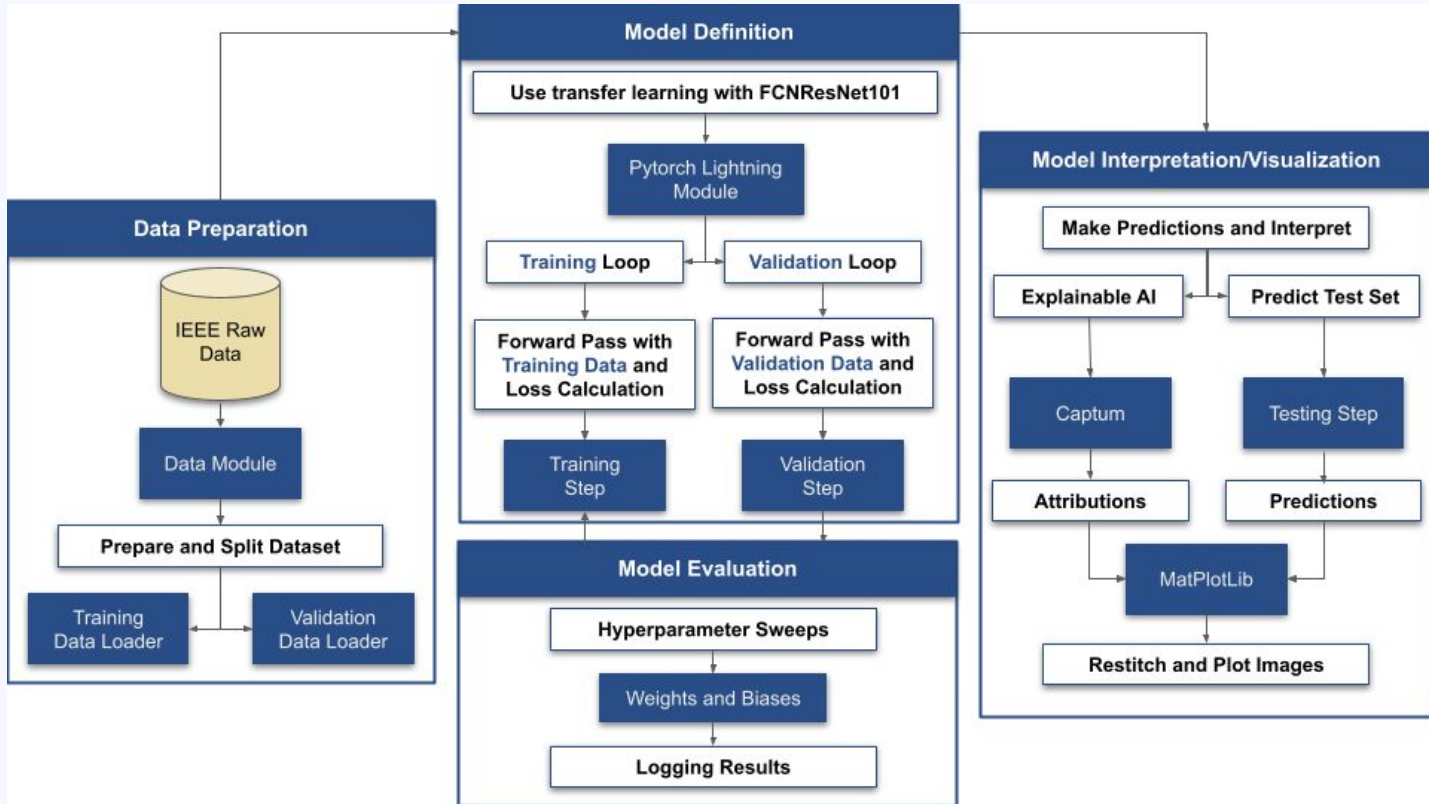 Data Preparation
IEEE Raw
Data
Data Module
Prepare and Split Dataset
Training
Data Loader
Validation
Data Loader
Model Definition
Use transfer learning with FCNResNet101
Pytorch Lightning
Module
Training Loop
Validation Loop
Forward Pass with
Training Data and
Loss Calculation
Forward Pass with
Validation Data and
Loss Calculation
Training
Step
Validation
Step
Model Evaluation
Hyperparameter Sweeps
Weights and Biases
Logging Results
Model Interpretation/Visualization
Make Predictions and Interpret
Explainable AI
Predict Test Set
Captum
Testing Step
Attributions
Predictions
MatPlotLib
Restitch and Plot Images